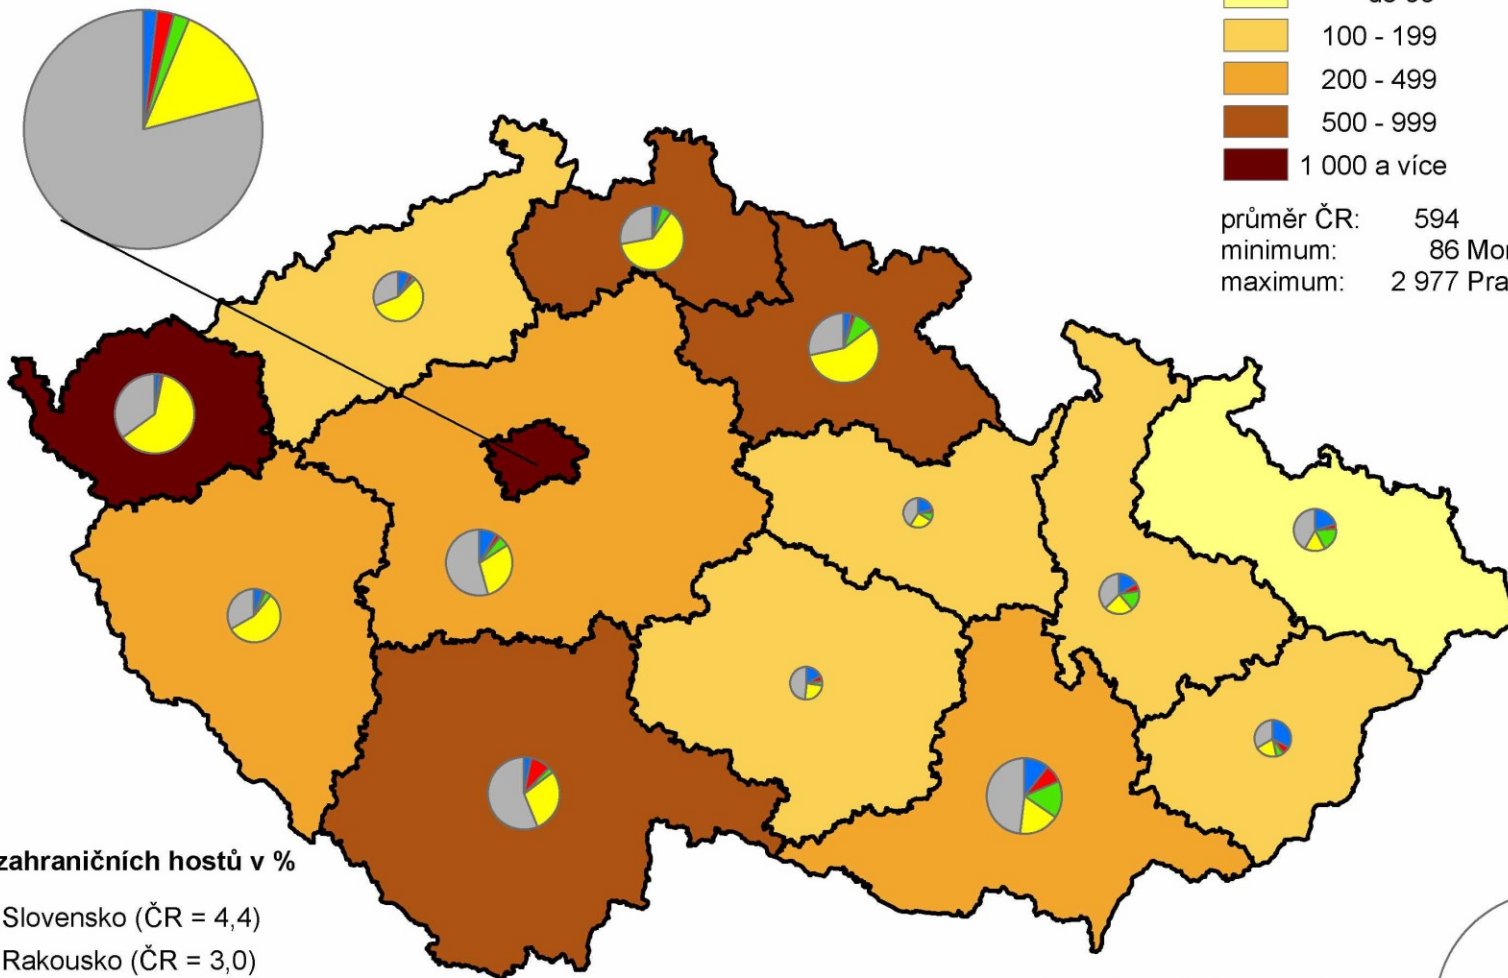 100 - 199
200 - 499
500 - 999
1 000 a více
průměr ČR: 594
minimum: 86
maximum: 2 977
zahraničních hostů v %
Slovensko (ČR = 4,4)
Rakousko (ČR = 3,0)